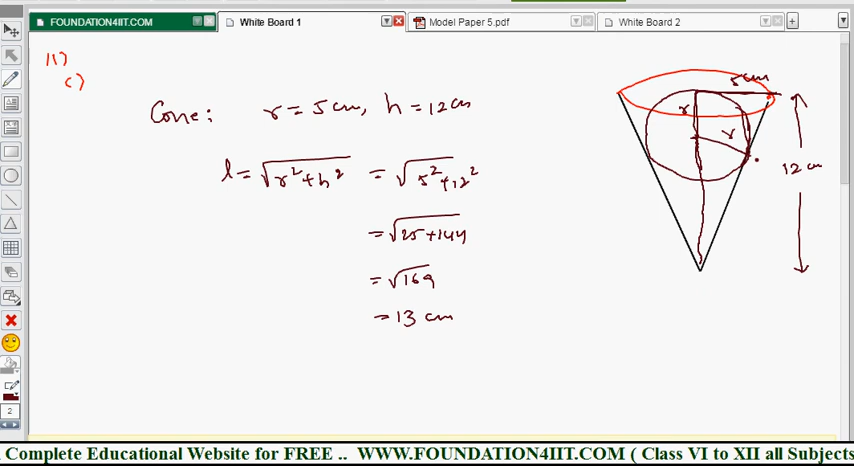 FOUNDATION4IIT.COM White Board 1 Model Paper 5.pdf White Board 2
11)
c)
Cone: r = 5 cm, h = 12 cm
l = √r² + h² = √5² + 12²
= √25 + 144
= √169
= 13 cm
5 cm
r
r
12 cm
2
Complete Educational Website for FREE .. WWW.FOUNDATION4IIT.COM ( Class VI to XII all Subjects